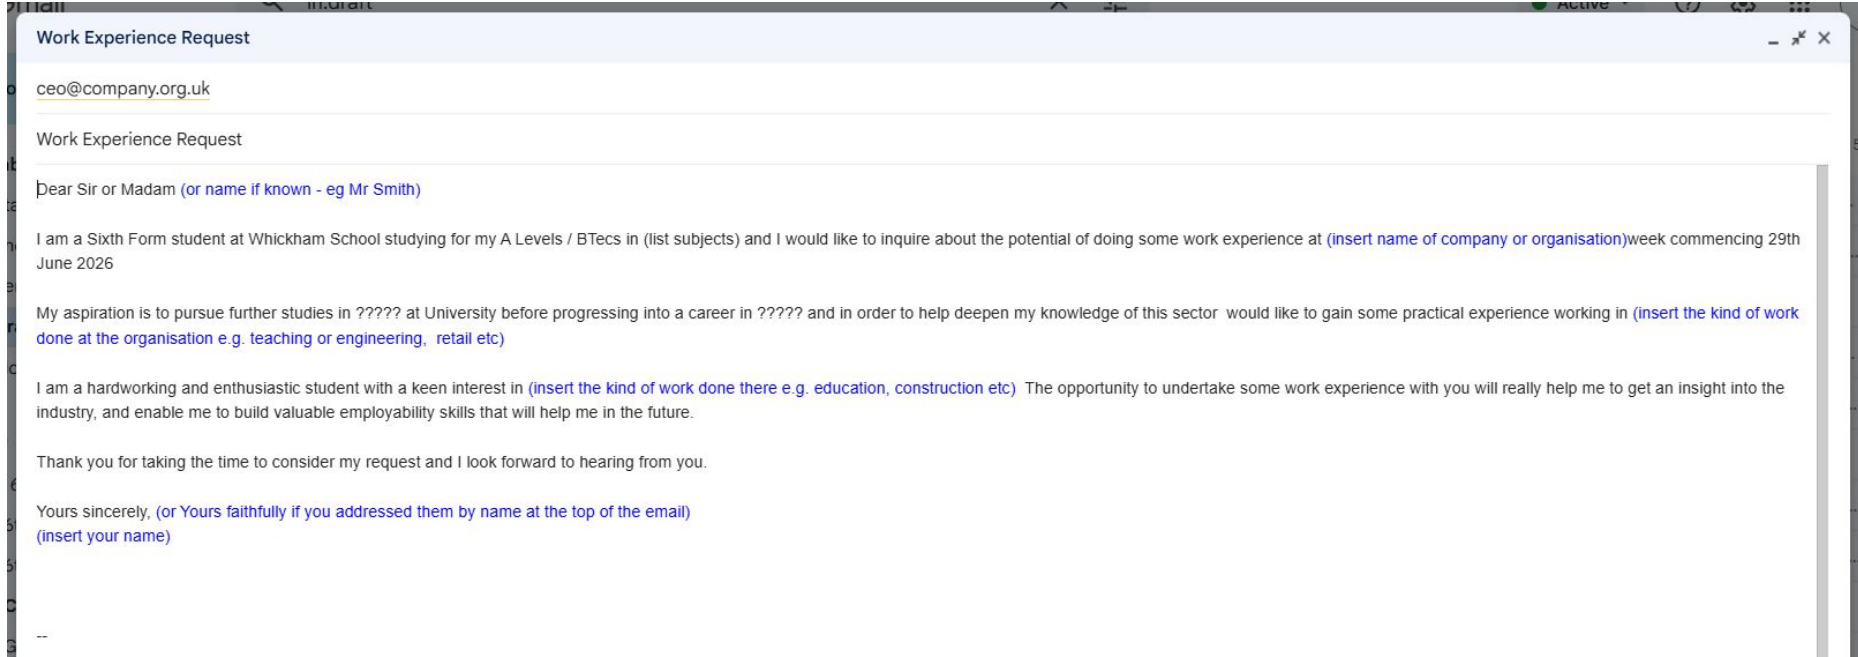 in:draft
Active
Work Experience Request
ceo@company.org.uk
Work Experience Request
Dear Sir or Madam (or name if known - eg Mr Smith)
I am a Sixth Form student at Whickham School studying for my A Levels / BTecs in (list subjects) and I would like to inquire about the potential of doing some work experience at (insert name of company or organisation)week commencing 29th
June 2026
My aspiration is to pursue further studies in ????? at University before progressing into a career in ????? and in order to help deepen my knowledge of this sector  would like to gain some practical experience working in (insert the kind of work
done at the organisation e.g. teaching or engineering,  retail etc)
I am a hardworking and enthusiastic student with a keen interest in (insert the kind of work done there e.g. education, construction etc)  The opportunity to undertake some work experience with you will really help me to get an insight into the
industry, and enable me to build valuable employability skills that will help me in the future.
Thank you for taking the time to consider my request and I look forward to hearing from you.
Yours sincerely, (or Yours faithfully if you addressed them by name at the top of the email)
(insert your name)
--